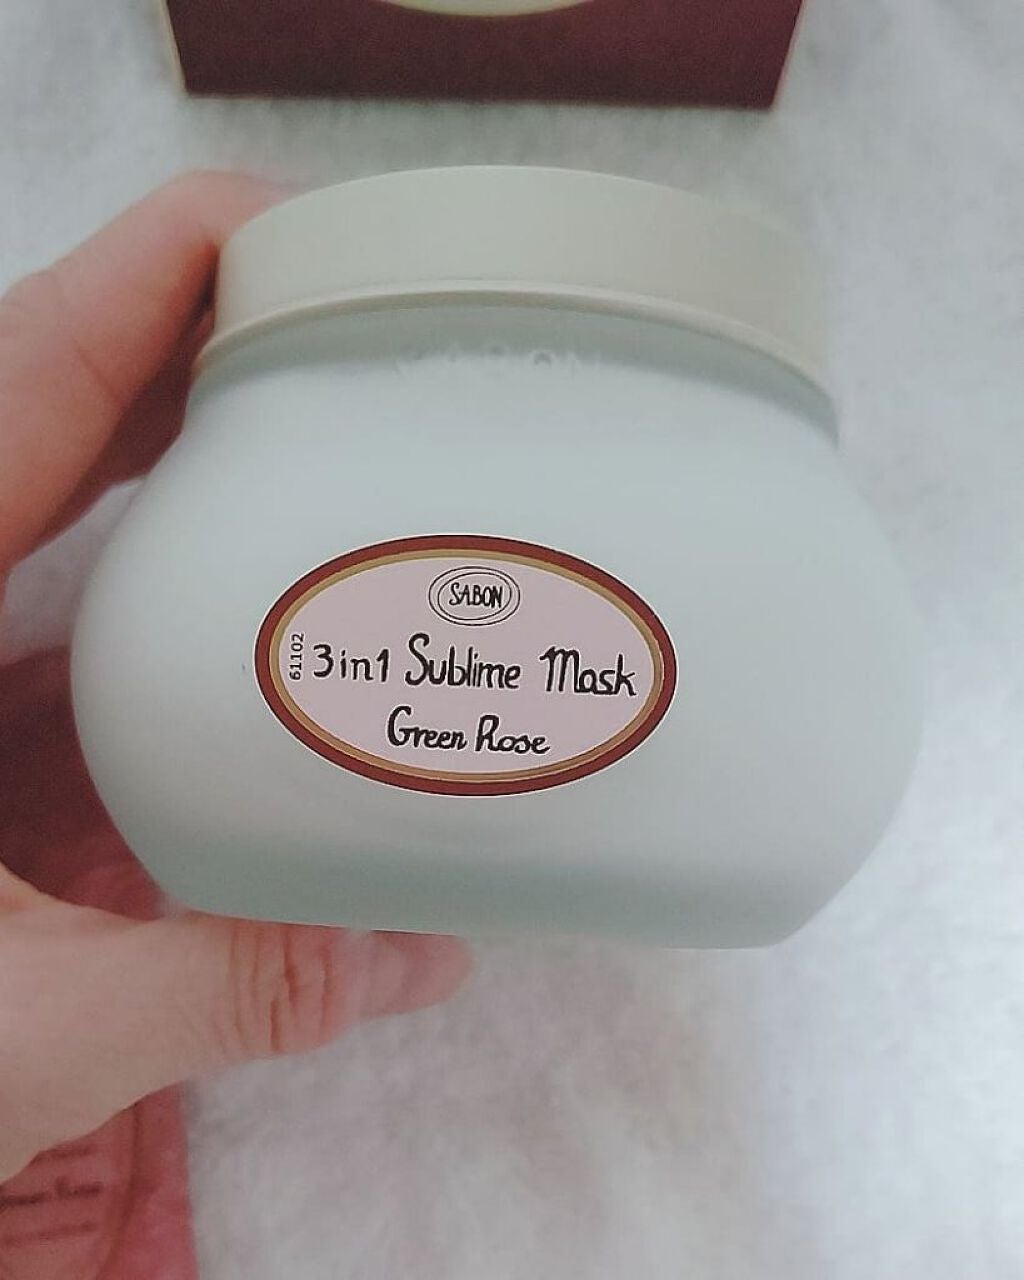 SABON
61102
3in1 Sublime Mask
Green Rose